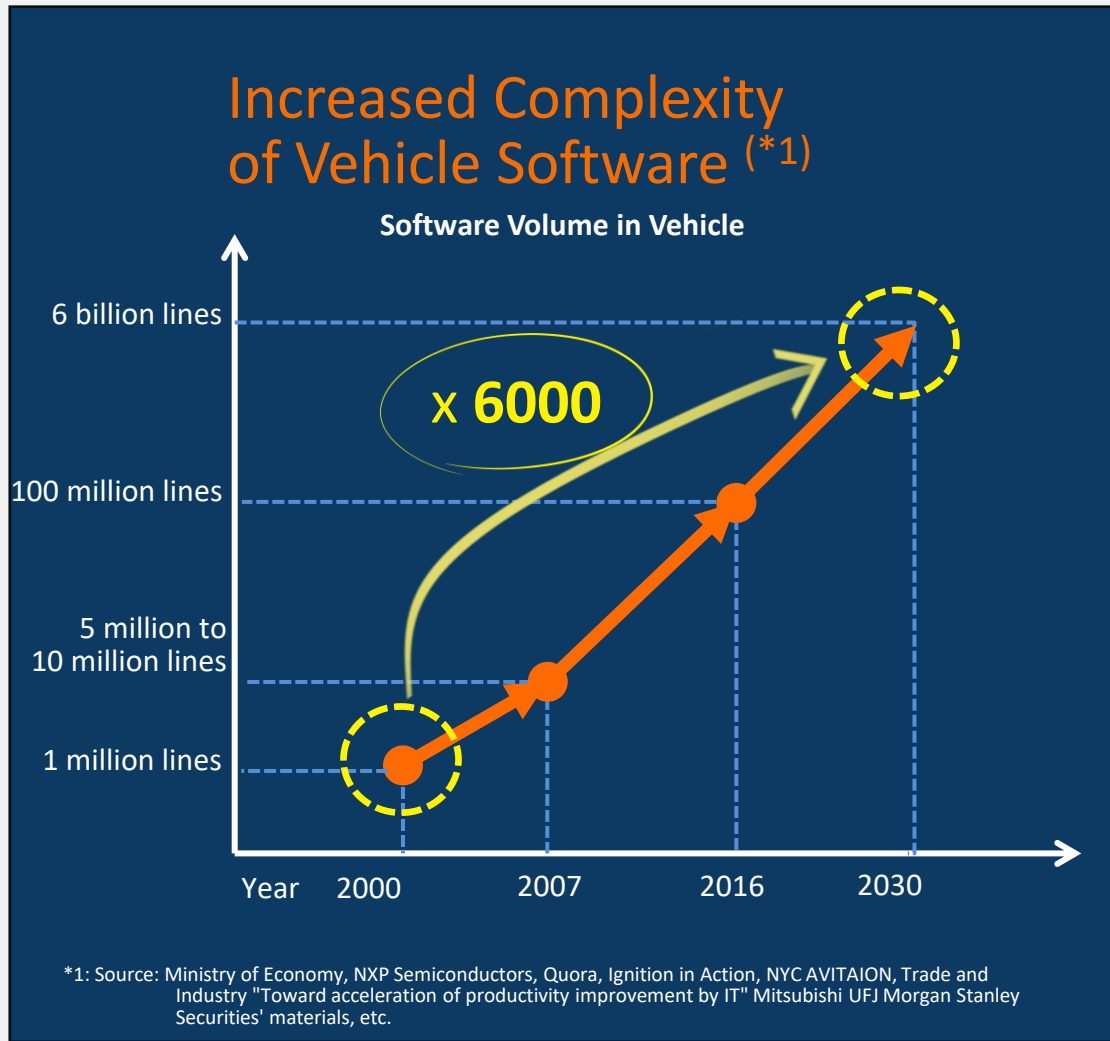 Increased Complexity
of Vehicle Software (*1)
Software Volume in Vehicle
6 billion lines
x 6000
100 million lines
5 million to
10 million lines
1 million lines
Year 2000 2007 2016 2030
*1: Source: Ministry of Economy, NXP Semiconductors, Quora, Ignition in Action, NYC AVITAION, Trade and
Industry "Toward acceleration of productivity improvement by IT" Mitsubishi UFJ Morgan Stanley
Securities' materials, etc.